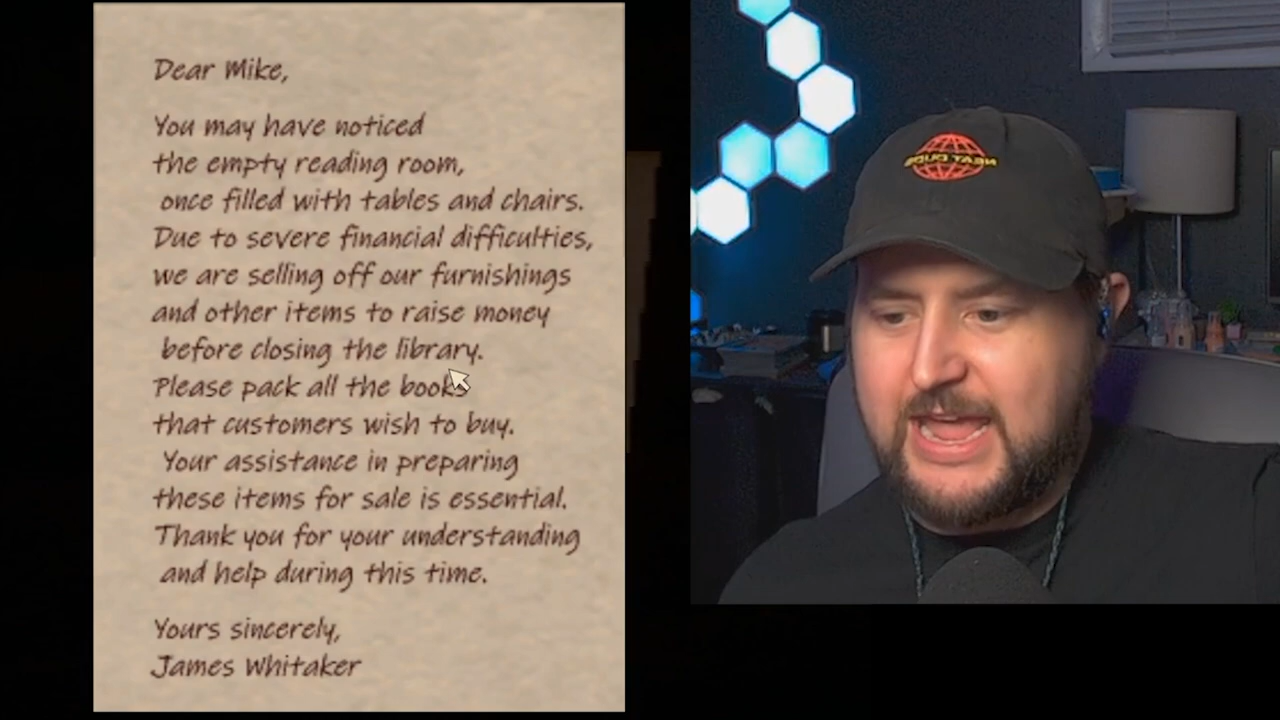 Dear Mike,
You may have noticed
the empty reading room,
once filled with tables and chairs.
Due to severe financial difficulties,
we are selling off our furnishings
and other items to raise money
before closing the library.
Please pack all the books
that customers wish to buy.
Your assistance in preparing
these items for sale is essential.
Thank you for your understanding
and help during this time.
Yours sincerely,
James Whitaker